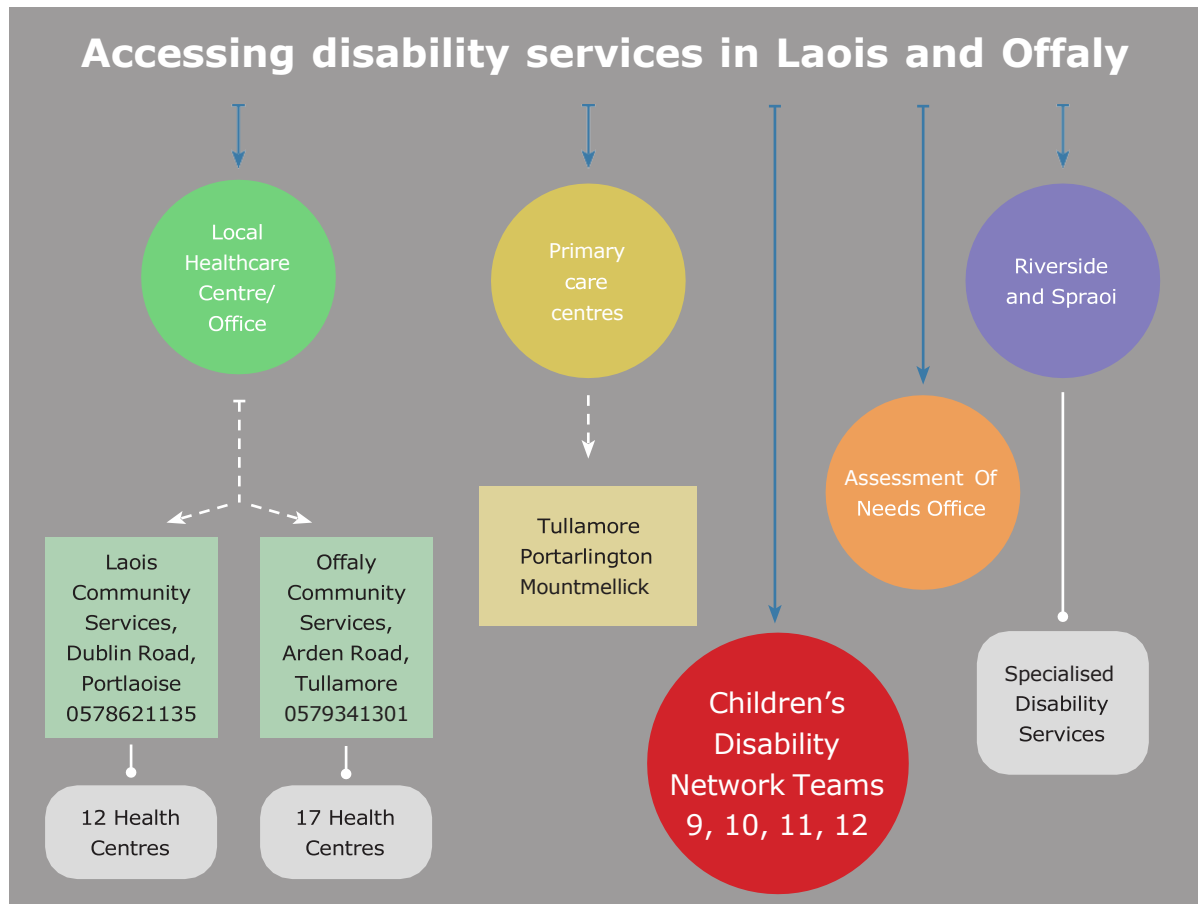 Accessing disability services in Laois and Offaly
Local
Healthcare
Centre/
Office
Primary
care
centres
Riverside
and Spraoi
Assessment Of
Needs Office
Laois
Community
Services,
Dublin Road,
Portlaoise
0578621135
Offaly
Community
Services,
Arden Road,
Tullamore
0579341301
Tullamore
Portarlington
Mountmellick
Children’s
Disability
Network Teams
9, 10, 11, 12
Specialised
Disability
Services
12 Health
Centres
17 Health
Centres